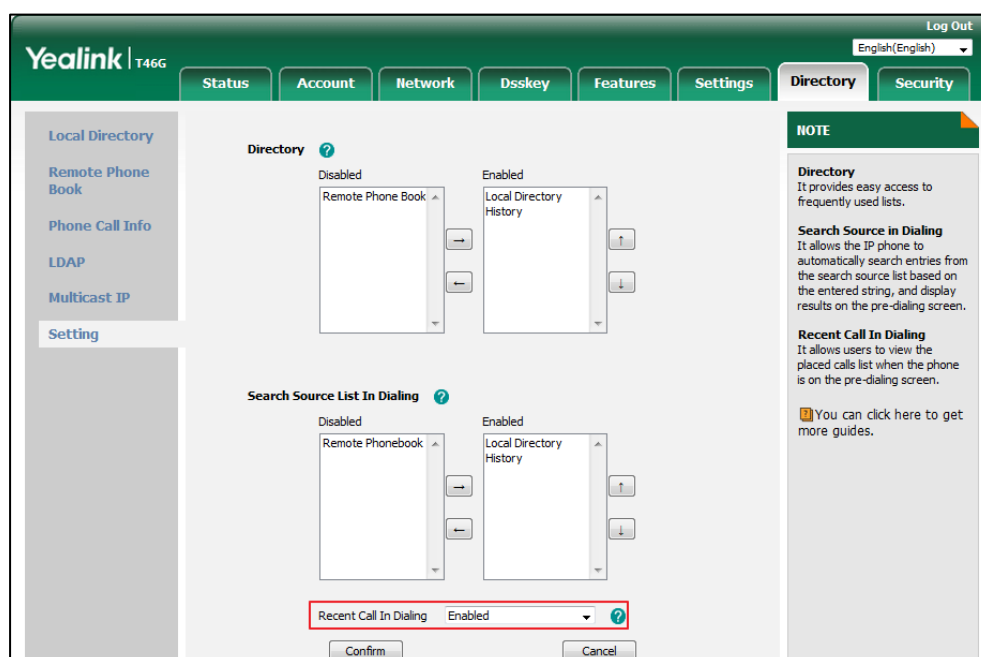 Log Out
English(English)
Yealink | T46G
Status Account Network Dsskey Features Settings Directory Security
Local Directory
Remote Phone
Book
Phone Call Info
LDAP
Multicast IP
Setting
Directory ?
Disabled Enabled
Remote Phone Book
Local Directory
History
→
←
↑
↓
Search Source List In Dialing ?
Disabled Enabled
Remote Phonebook
Local Directory
History
→
←
↑
↓
Recent Call In Dialing Enabled ?
Confirm Cancel
NOTE
Directory
It provides easy access to
frequently used lists.
Search Source in Dialing
It allows the IP phone to
automatically search entries from
the search source list based on
the entered string, and display
results on the pre-dialing screen.
Recent Call In Dialing
It allows users to view the
placed calls list when the phone
is on the pre-dialing screen.
? You can click here to get
more guides.